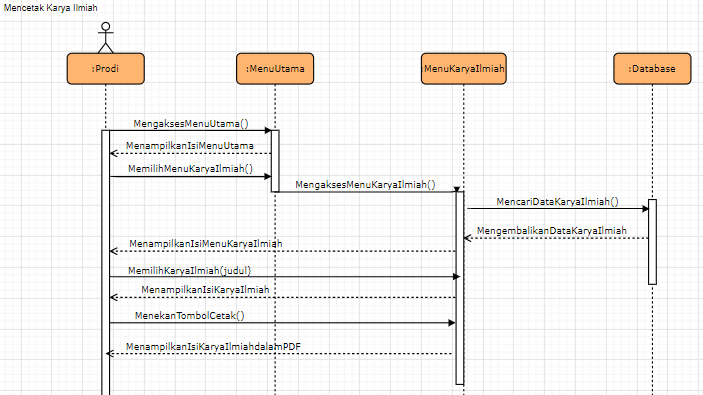 Mencetak Karya Ilmiah
:Prodi
:MenuUtama
:MenuKaryaIlmiah
:Database
MengaksesMenuUtama()
MenampilkanIsiMenuUtama
MemilihMenuKaryaIlmiah()
MengaksesMenuKaryaIlmiah()
MencariDataKaryaIlmiah()
MengembalikanDataKaryaIlmiah
MenampilkanIsiMenuKaryaIlmiah
MemilihKaryaIlmiah(judul)
MenampilkanIsiKaryaIlmiah
MenekanTombolCetak()
MenampilkanIsiKaryaIlmiahdalamPDF